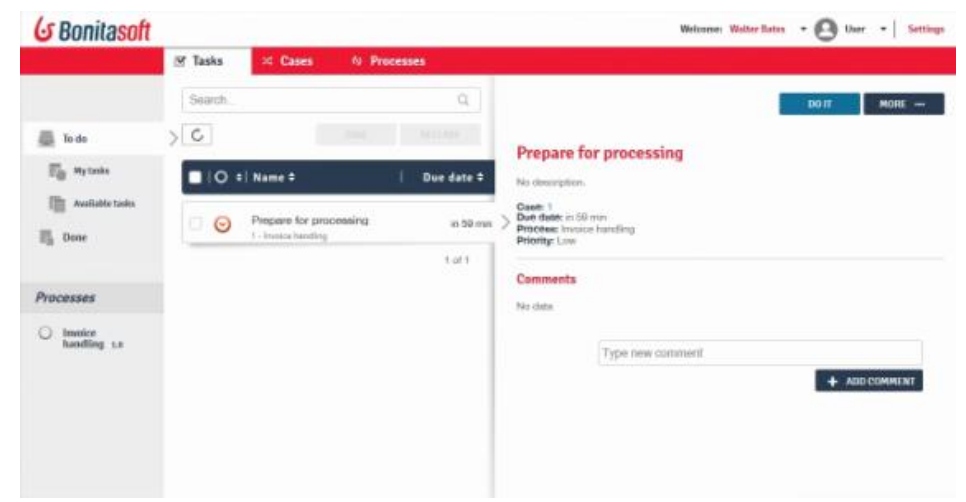 Bonitasoft
Welcome: Walter Bates
User
Settings
Tasks
Cases
Processes
Search...
DO IT
MORE
To do
My tasks
Available tasks
Done
Name
Due date
Prepare for processing
1 - Invoice handling
in 59 min
1 of 1
Processes
Invoice
handling 1.0
Prepare for processing
No description.
Case: 1
Due date: in 59 min
Process: Invoice handling
Priority: Low
Comments
No data
Type new comment
+ ADD COMMENT